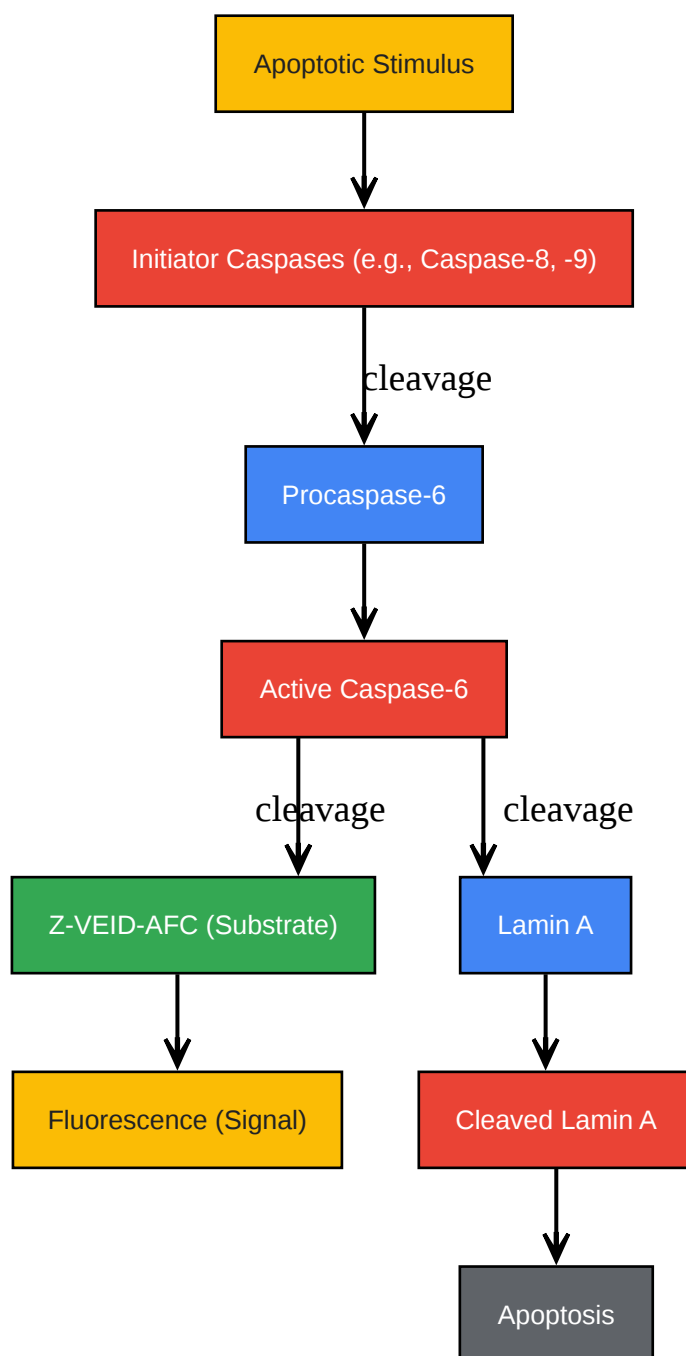 Apoptotic Stimulus
Initiator Caspases (e.g., Caspase-8, -9)
cleavage
Procaspase-6
Active Caspase-6
cleavage
cleavage
Z-VEID-AFC (Substrate)
Lamin A
Fluorescence (Signal)
Cleaved Lamin A
Apoptosis